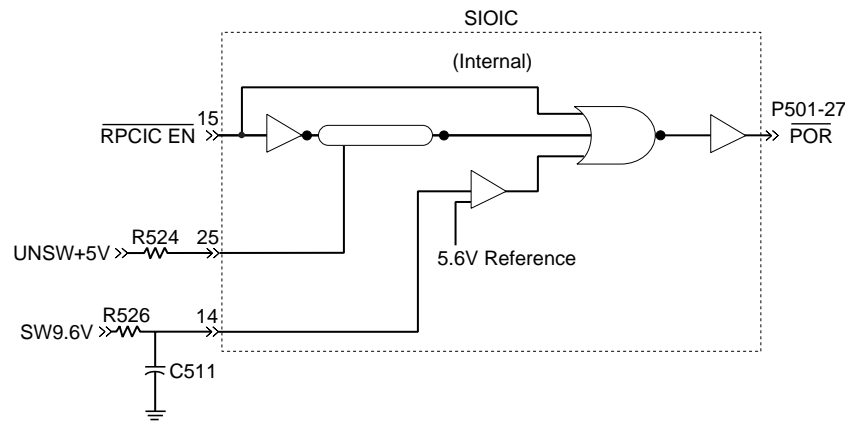 SIOIC
(Internal)
RPCIC EN
15
P501-27
POR
UNSW+5V
R524
25
5.6V Reference
SW9.6V
R526
14
C511